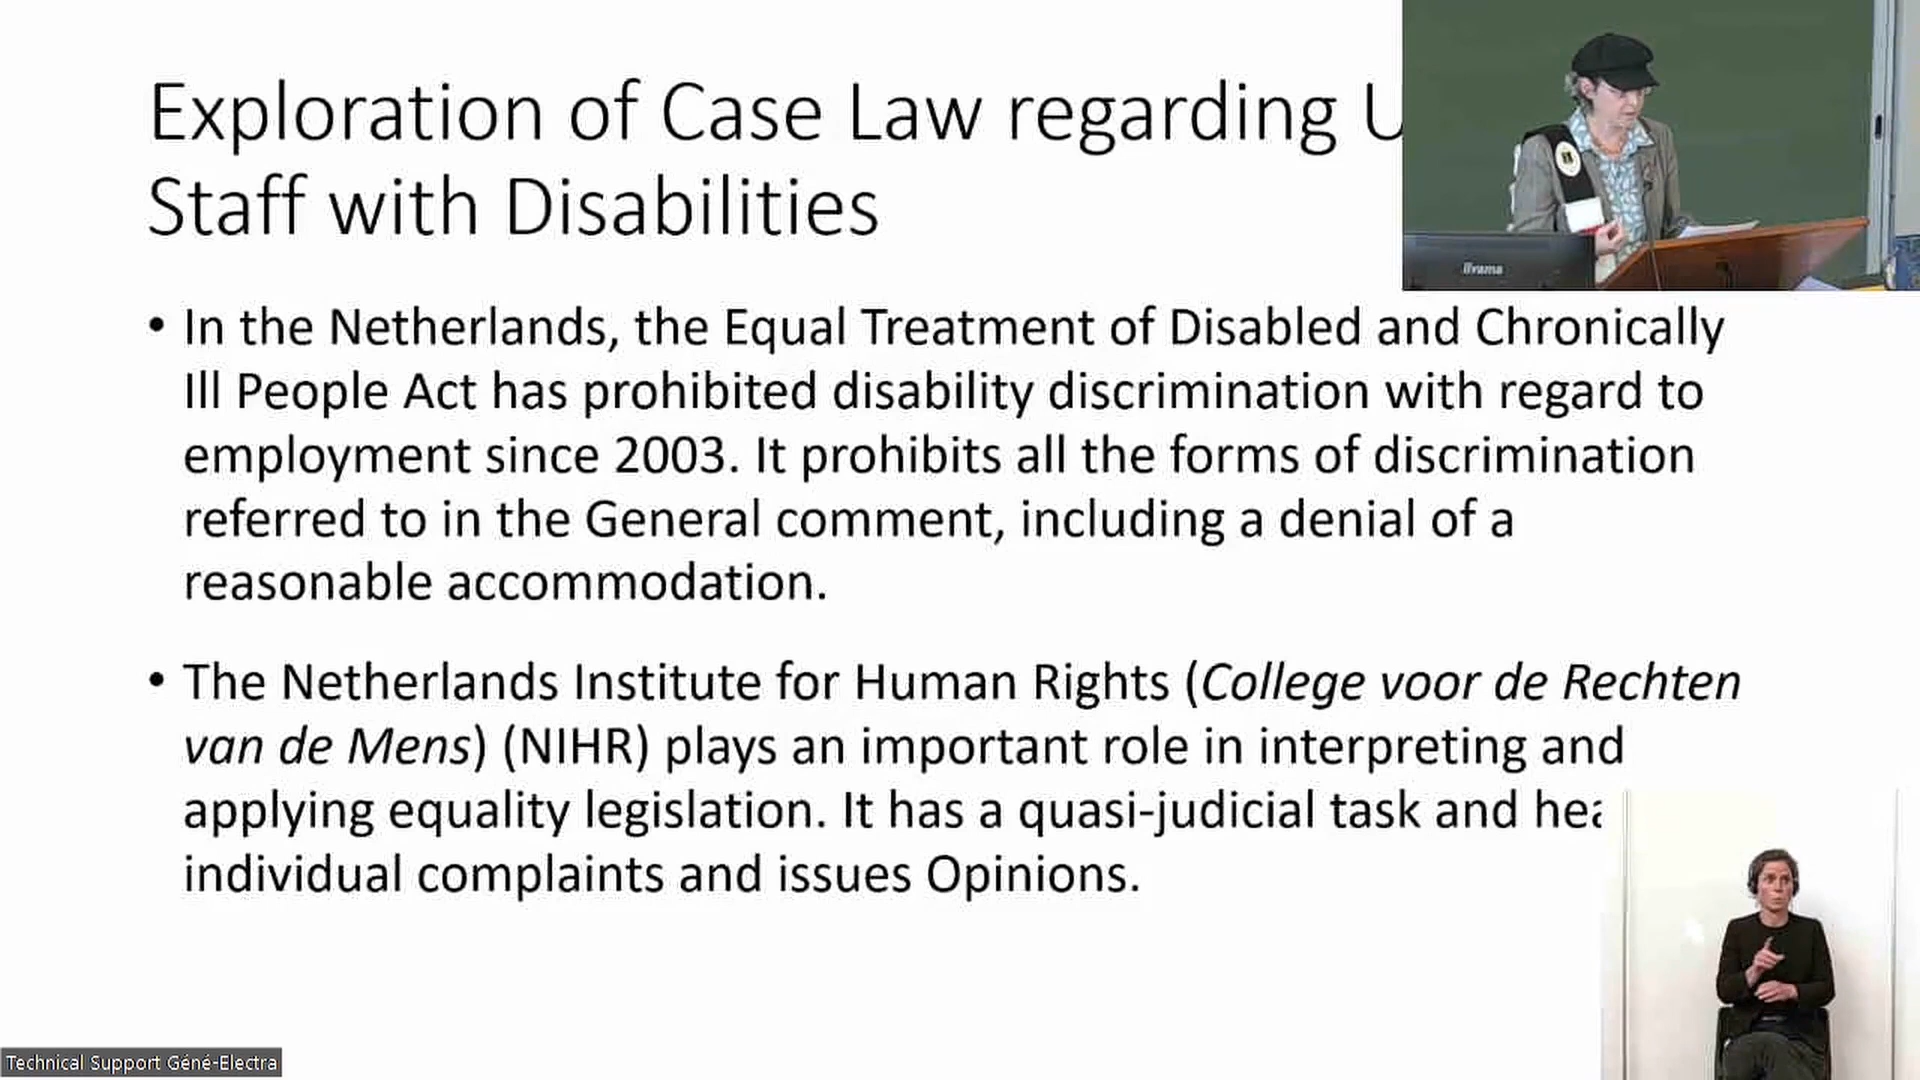 Exploration of Case Law regarding
Staff with Disabilities
• In the Netherlands, the Equal Treatment of Disabled and Chronically
Ill People Act has prohibited disability discrimination with regard to
employment since 2003. It prohibits all the forms of discrimination
referred to in the General comment, including a denial of a
reasonable accommodation.
• The Netherlands Institute for Human Rights (College voor de Rechten
van de Mens) (NIHR) plays an important role in interpreting and
applying equality legislation. It has a quasi-judicial task and
individual complaints and issues Opinions.
iiyama
Technical Support Géné-Electra